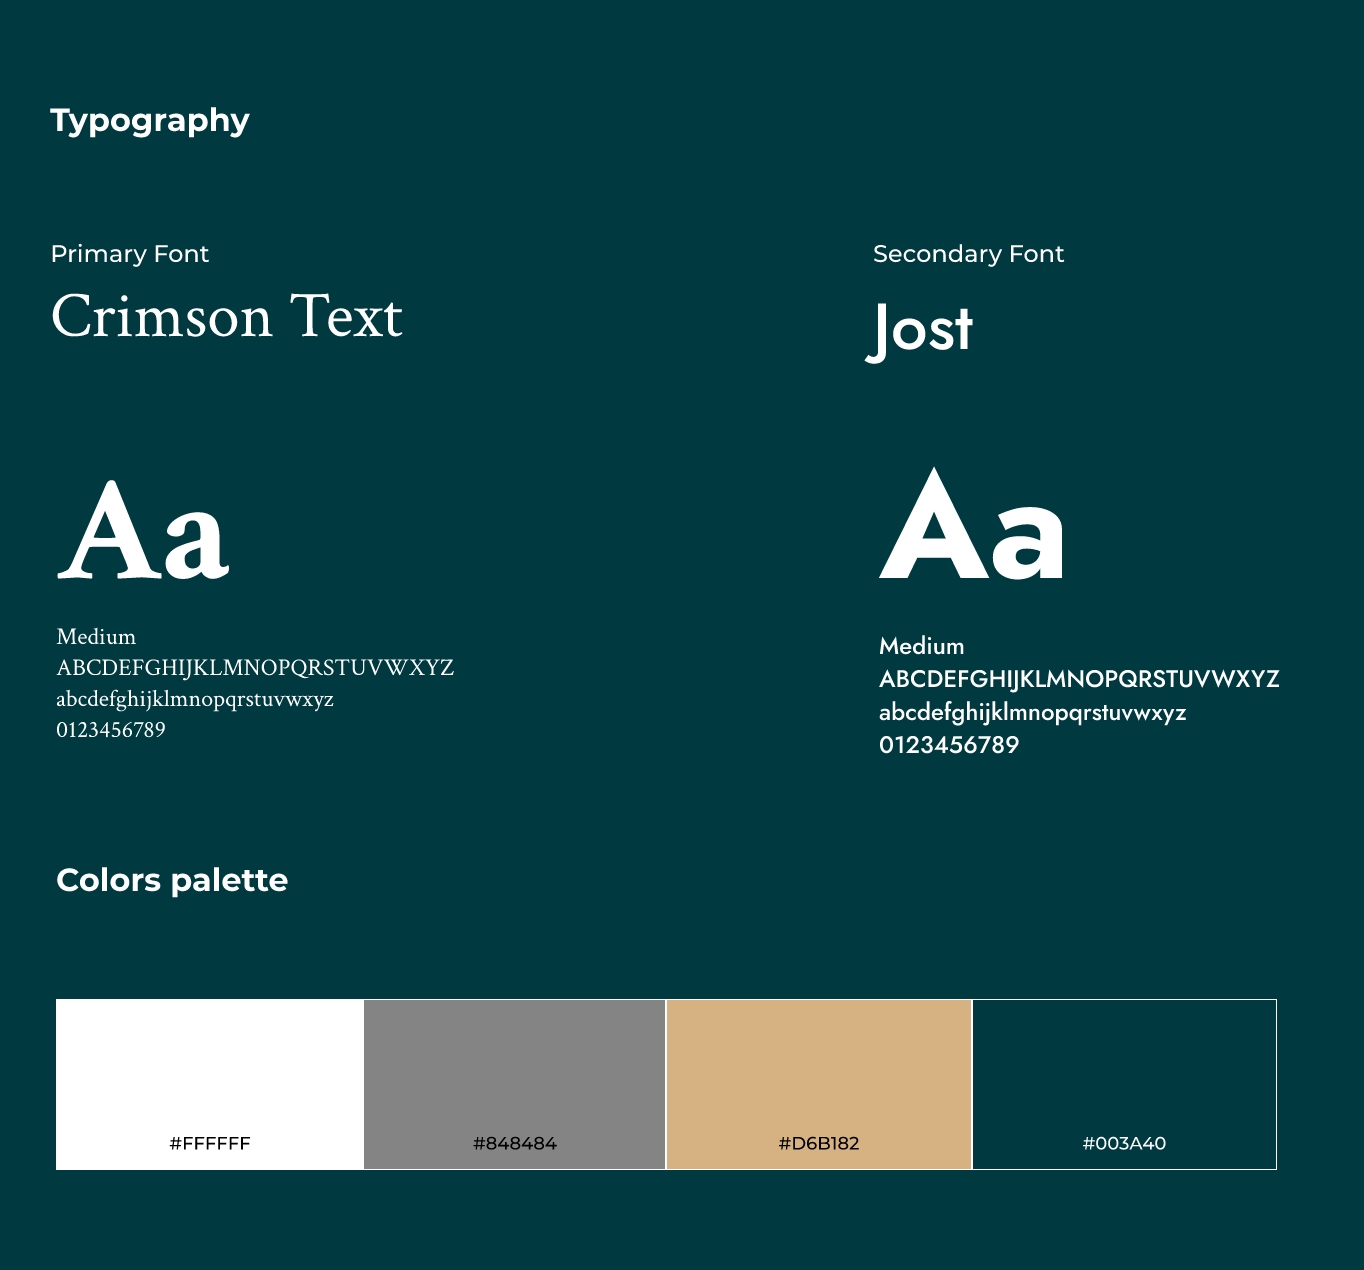 Typography
Primary Font
Crimson Text
Aa
Medium
ABCDEFGHIJKLMNOPQRSTUVWXYZ
abcdefghijklmnopqrstuvwxyz
0123456789
Secondary Font
Jost
Aa
Medium
ABCDEFGHIJKLMNOPQRSTUVWXYZ
abcdefghijklmnopqrstuvwxyz
0123456789
Colors palette
#FFFFFF
#848484
#D6B182
#003A40